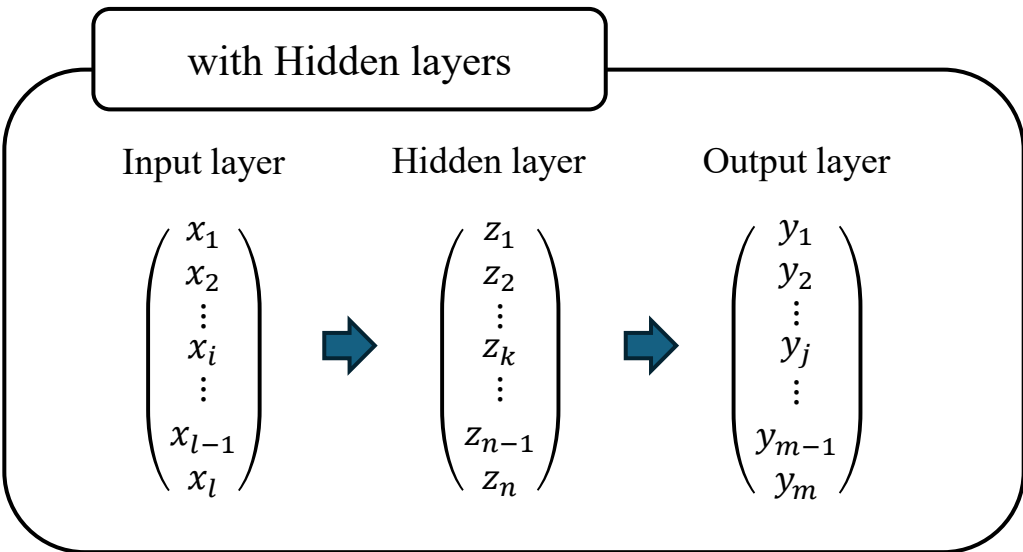 with Hidden layers
Input layer Hidden layer Output layer
x₁ z₁ y₁
x₂ z₂ y₂
⋮ ⋮ ⋮
xᵢ zₖ yⱼ
⋮ ⋮ ⋮
xₗ₋₁ zₙ₋₁ yₘ₋₁
xₗ zₙ yₘ